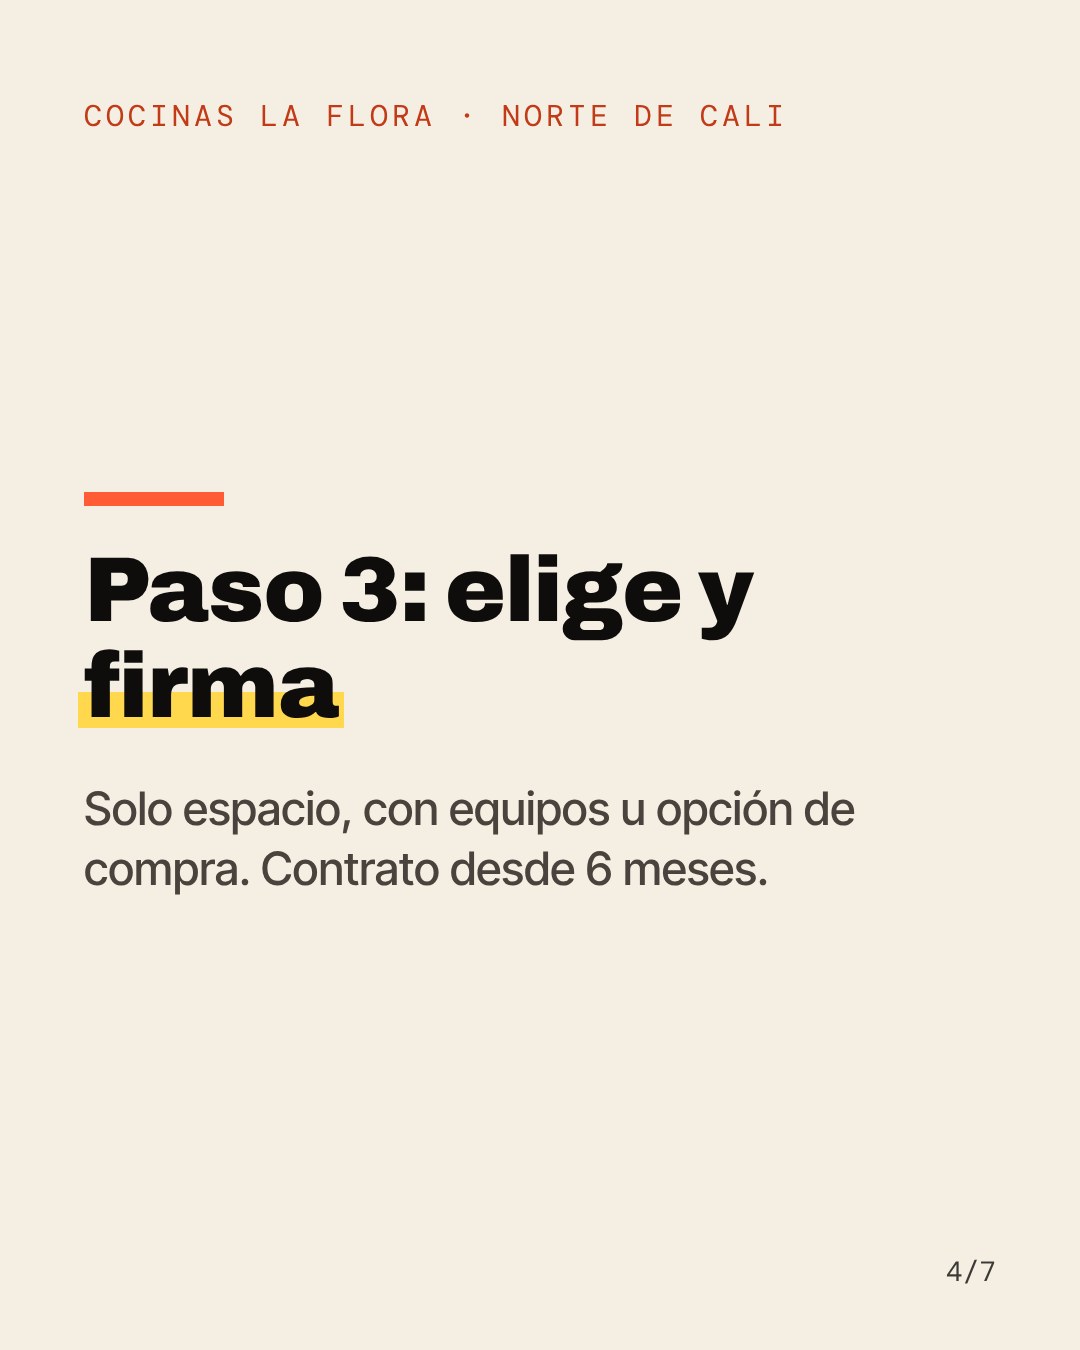 COCINAS LA FLORA · NORTE DE CALI
Paso 3: elige y
firma
Solo espacio, con equipos u opción de
compra. Contrato desde 6 meses.
4/7